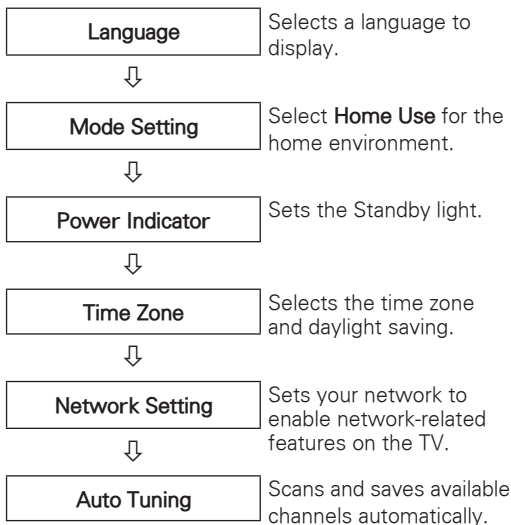 Language
Selects a language to
display.
Mode Setting
Select Home Use for the
home environment.
Power Indicator
Sets the Standby light.
Time Zone
Selects the time zone
and daylight saving.
Network Setting
Sets your network to
enable network-related
features on the TV.
Auto Tuning
Scans and saves available
channels automatically.